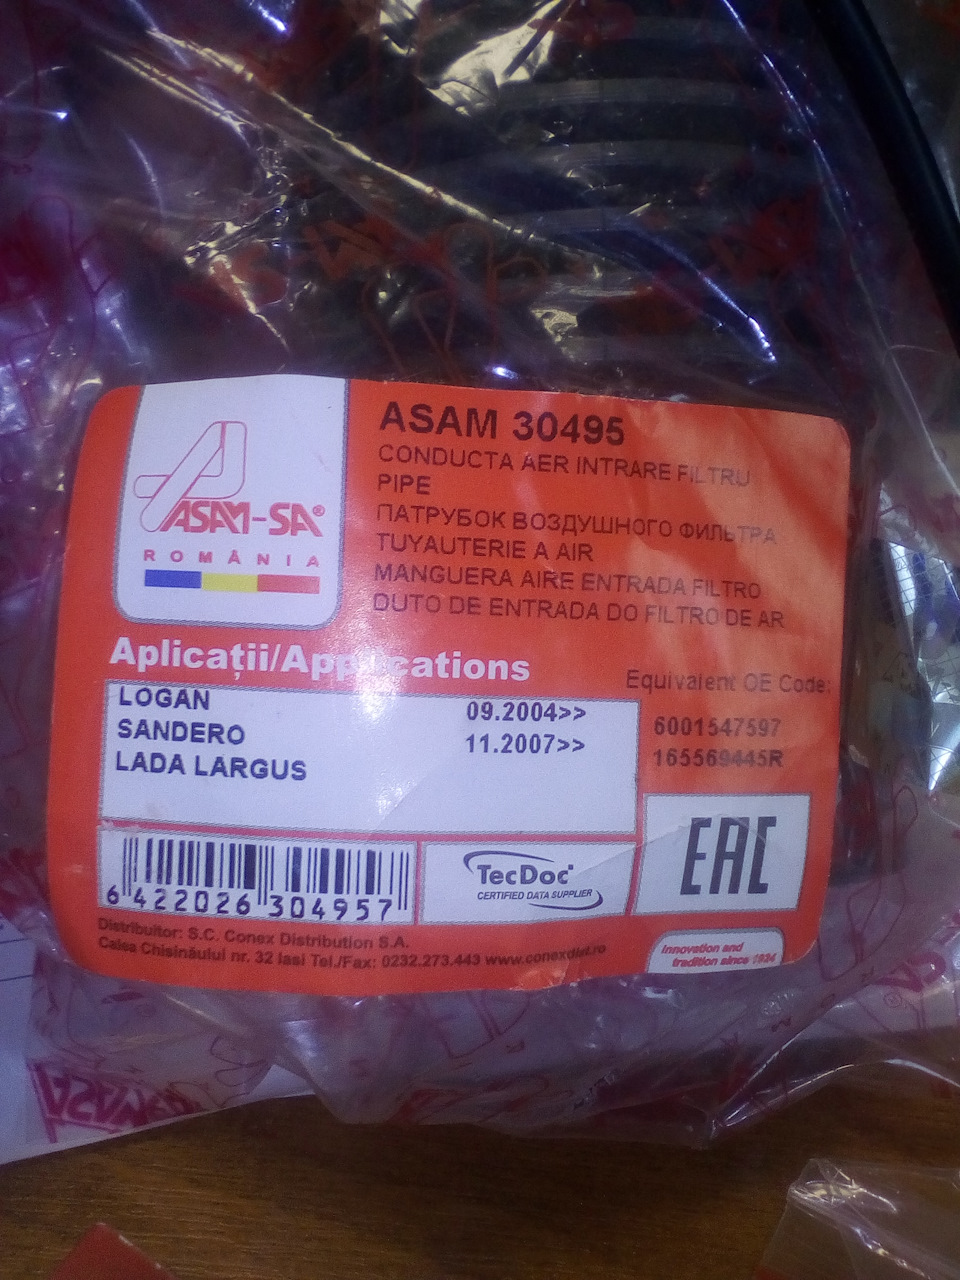 ASAM-SA®
ROMÂNIA
ASAM 30495
CONDUCTA AER INTRARE FILTRU
PIPE
ПАТРУБОК ВОЗДУШНОГО ФИЛЬТРА
TUYAUTERIE A AIR
MANGUERA AIRE ENTRADA FILTRO
DUTO DE ENTRADA DO FILTRO DE AR
Aplicații/Applications
LOGAN 09.2004>>
SANDERO 11.2007>>
LADA LARGUS
Equivalent OE Code:
6001547597
165569445R
6 422026 304957
TecDoc
CERTIFIED DATA SUPPLIER
EAC
Distribuitor: S.C. Conex Distribution S.A.
Calea Chisinăului nr. 32 Iasi Tel./Fax: 0232.273.443 www.conexdist.ro
Innovation and
tradition since 1924